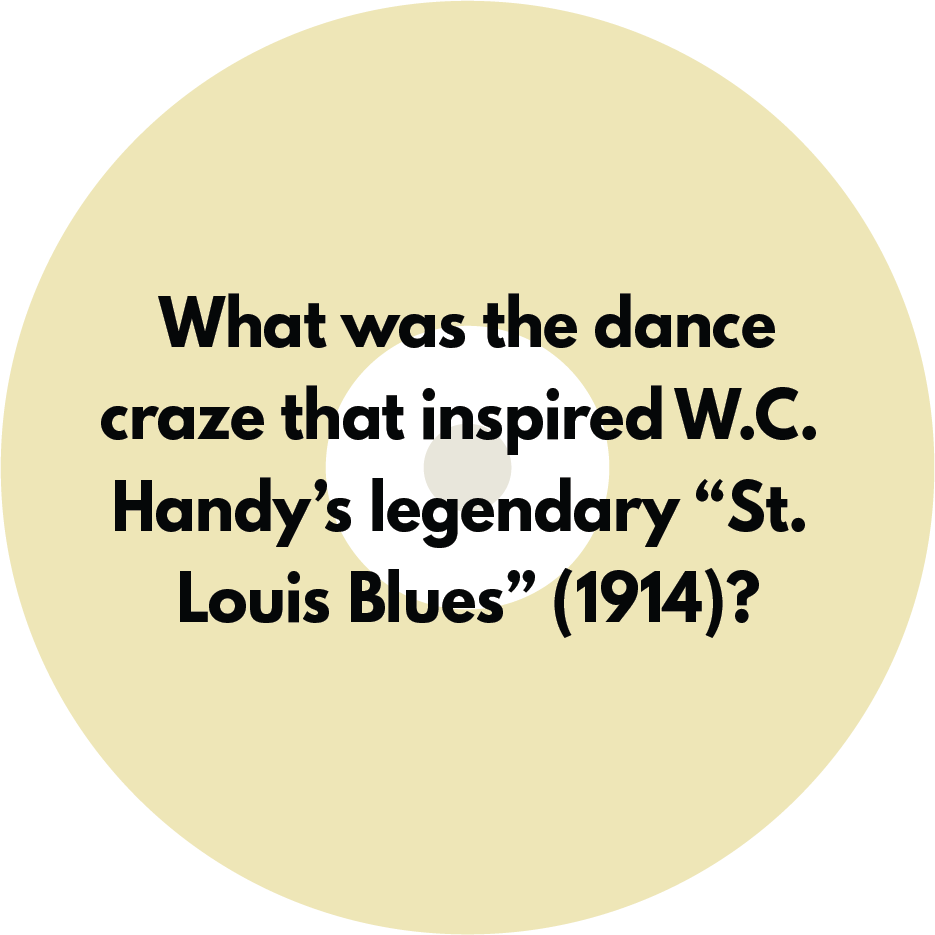 What was the dance
craze that inspired W.C.
Handy’s legendary “St.
Louis Blues” (1914)?